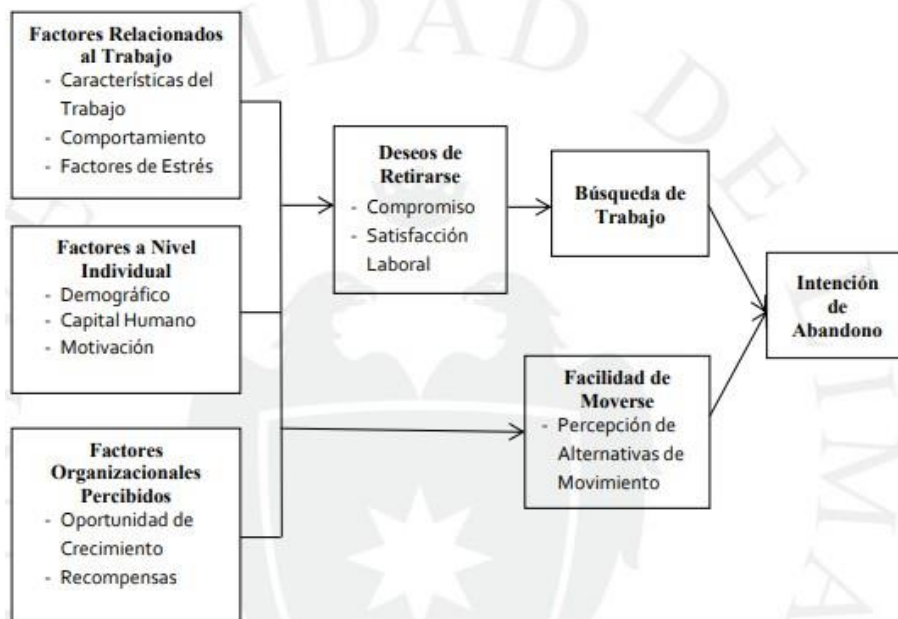 Factores Relacionados
al Trabajo
- Características del
Trabajo
- Comportamiento
- Factores de Estrés
Factores a Nivel
Individual
- Demográfico
- Capital Humano
- Motivación
Factores
Organizacionales
Percibidos
- Oportunidad de
Crecimiento
- Recompensas
Deseos de
Retirarse
- Compromiso
- Satisfacción
Laboral
Búsqueda de
Trabajo
Facilidad de
Moverse
- Percepción de
Alternativas de
Movimiento
Intención
de
Abandono